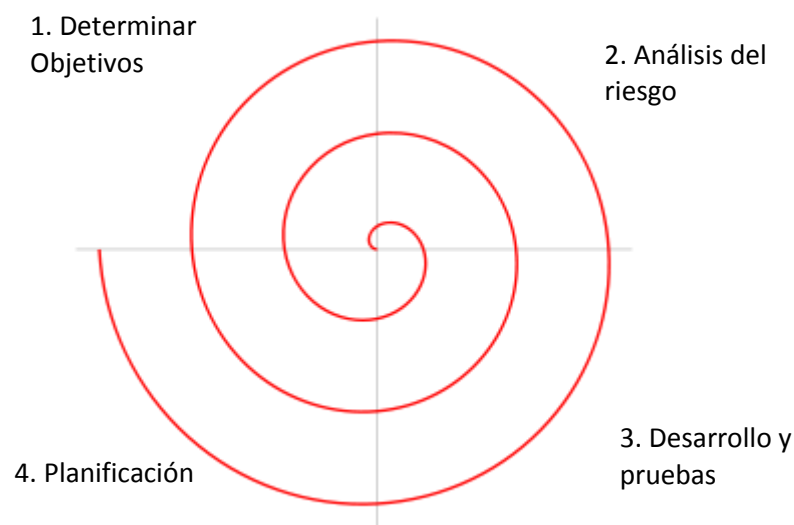 1. Determinar
Objetivos
2. Análisis del
riesgo
3. Desarrollo y
pruebas
4. Planificación